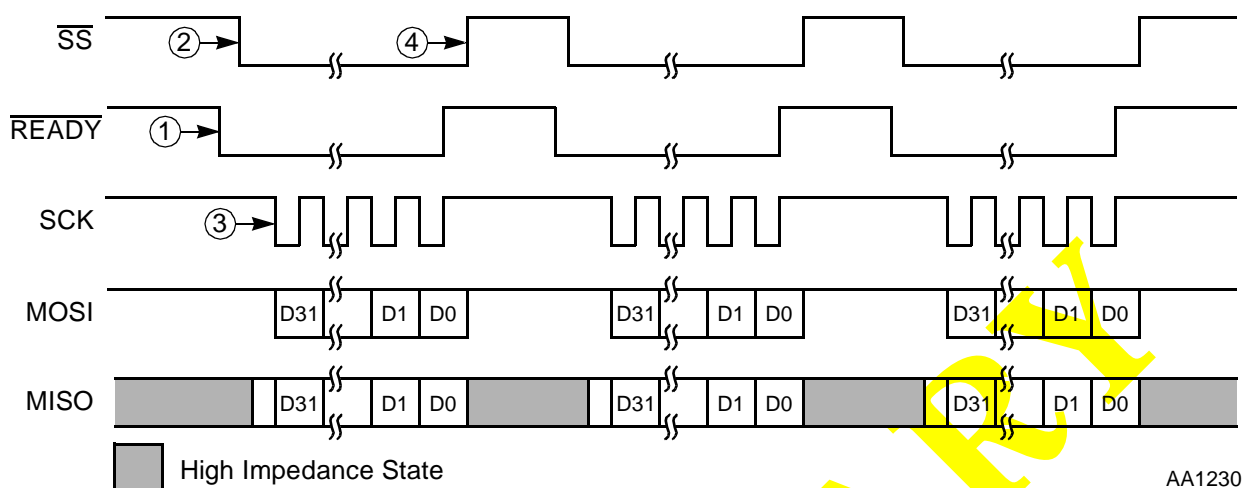 SS ② ④
READY ①
SCK ③
MOSI D31 D1 D0 D31 D1 D0 D31 D1 D0
MISO D31 D1 D0 D31 D1 D0 D31 D1 D0
High Impedance State
AA1230
R Y